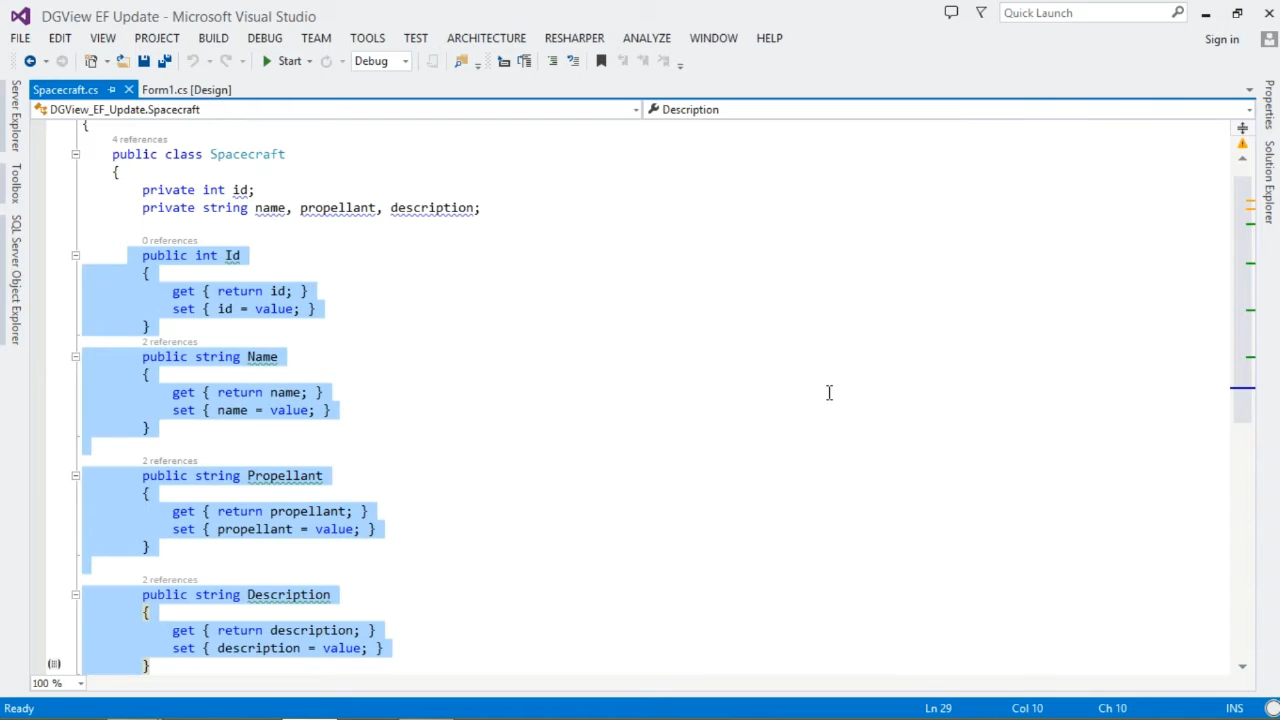 DGView EF Update - Microsoft Visual Studio
Quick Launch
FILE EDIT VIEW PROJECT BUILD DEBUG TEAM TOOLS TEST ARCHITECTURE RESHARPER ANALYZE WINDOW HELP
Sign in
Start
Debug
Spacecraft.cs
Form1.cs [Design]
DGView_EF_Update.Spacecraft
Description
Server Explorer
Toolbox
SQL Server Object Explorer
Properties
Solution Explorer
{
4 references
public class Spacecraft
{
private int id;
private string name, propellant, description;
0 references
public int Id
{
get { return id; }
set { id = value; }
}
2 references
public string Name
{
get { return name; }
set { name = value; }
}
2 references
public string Propellant
{
get { return propellant; }
set { propellant = value; }
}
2 references
public string Description
{
get { return description; }
set { description = value; }
}
100 %
Ready
Ln 29
Col 10
Ch 10
INS